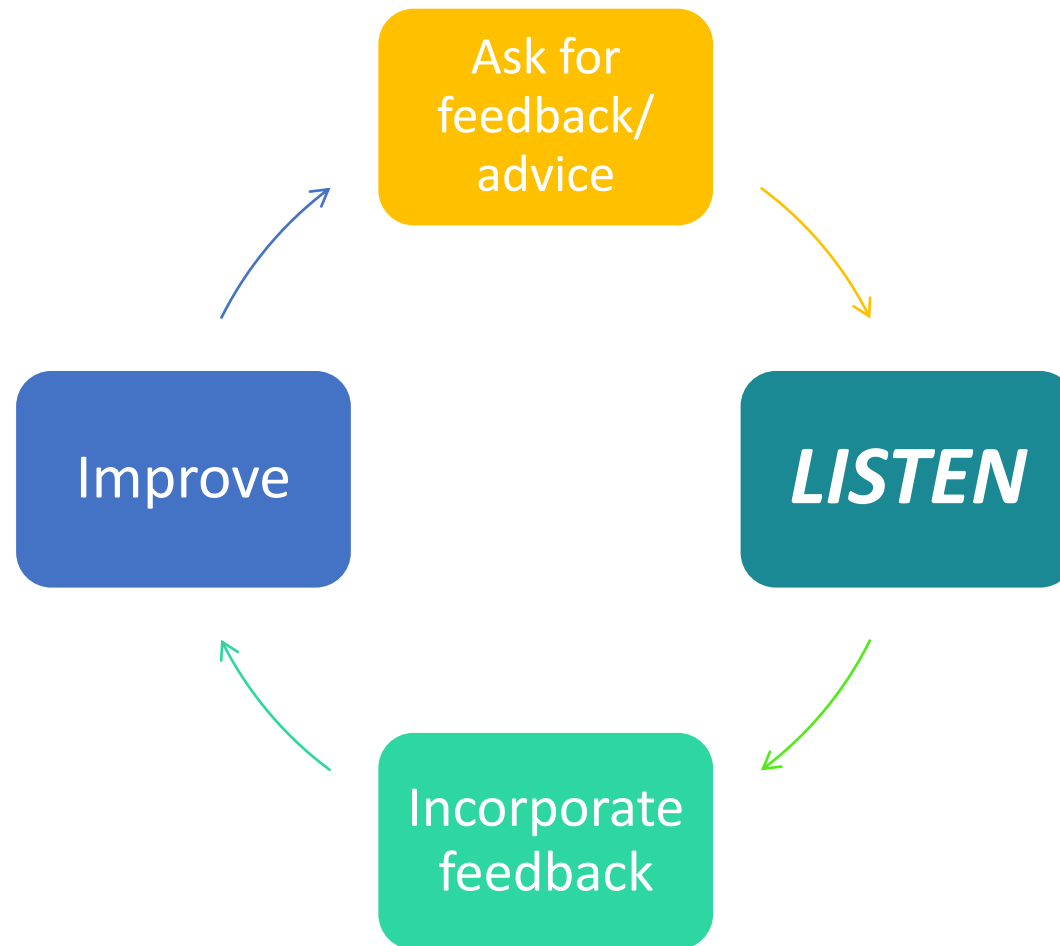 Ask for
feedback/
advice
LISTEN
Incorporate
feedback
Improve